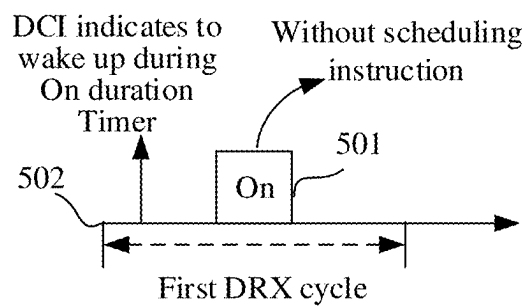 DCI indicates to
wake up during
On duration
Timer
Without scheduling
instruction
501
502
On
First DRX cycle